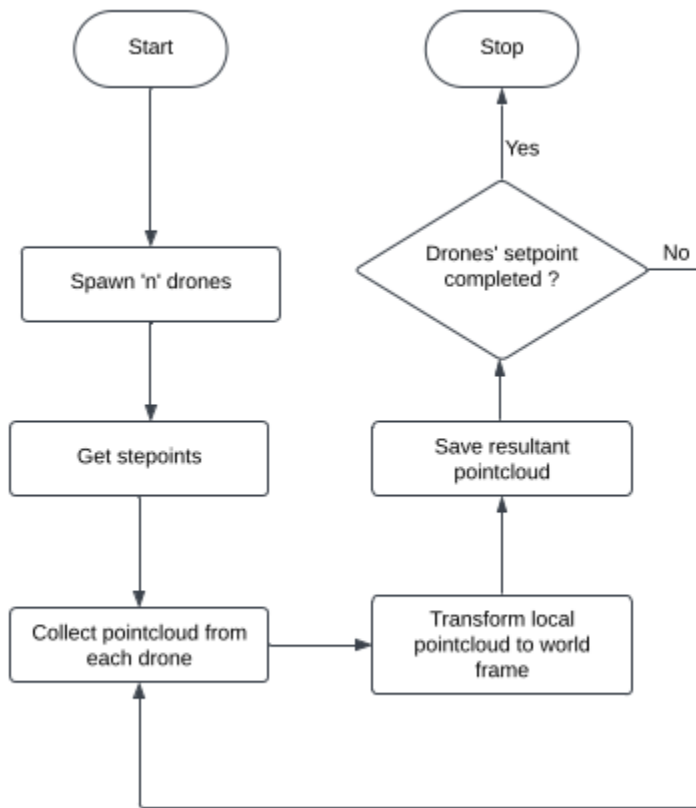 Start
Spawn 'n' drones
Get stepoints
Collect pointcloud from
each drone
Transform local
pointcloud to world
frame
Save resultant
pointcloud
Drones' setpoint
completed ?
Yes
No
Stop